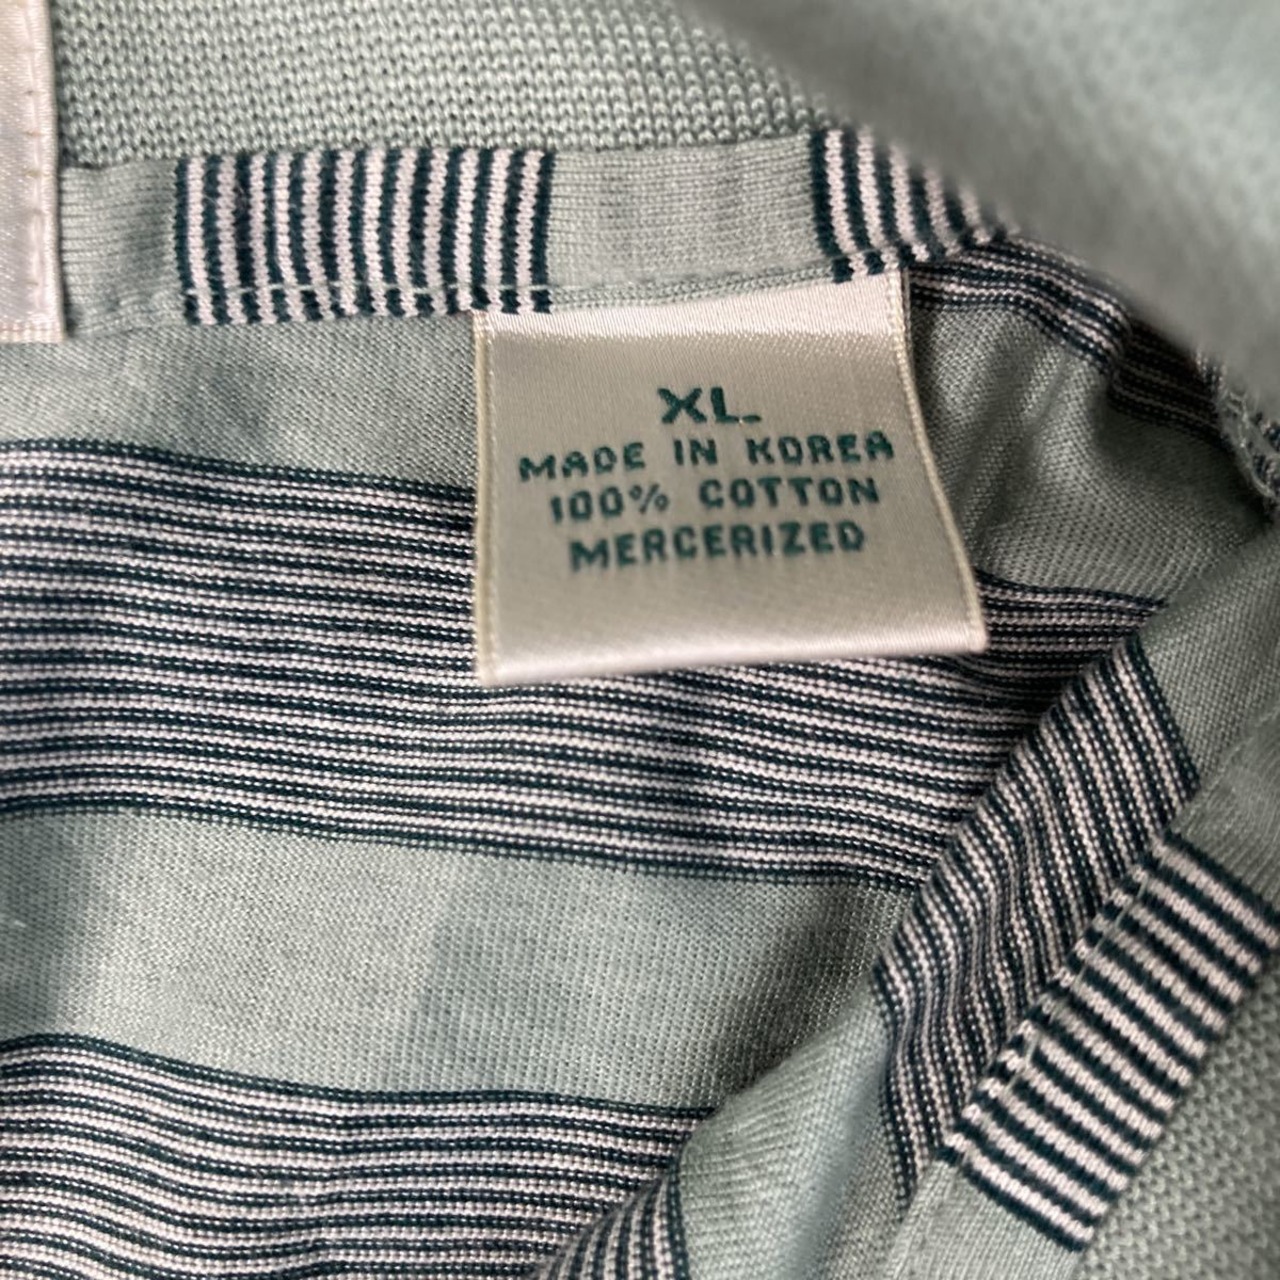 XL
MADE IN KOREA
100% COTTON
MERCERIZED